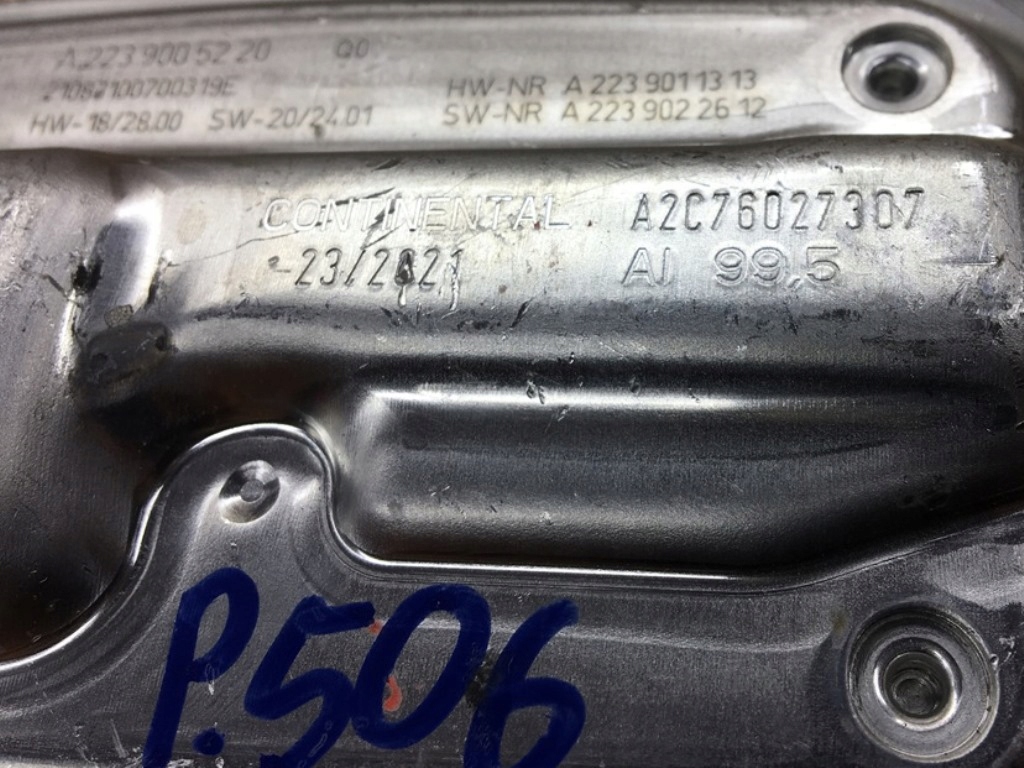 A 223 900 52 20 Q0
21087100700319E
HW-18/28.00 SW-20/24.01
HW-NR A 223 901 13 13
SW-NR A 223 902 26 12
CONTINENTAL A2C76027307
-23/2021 Al 99,5
P.506